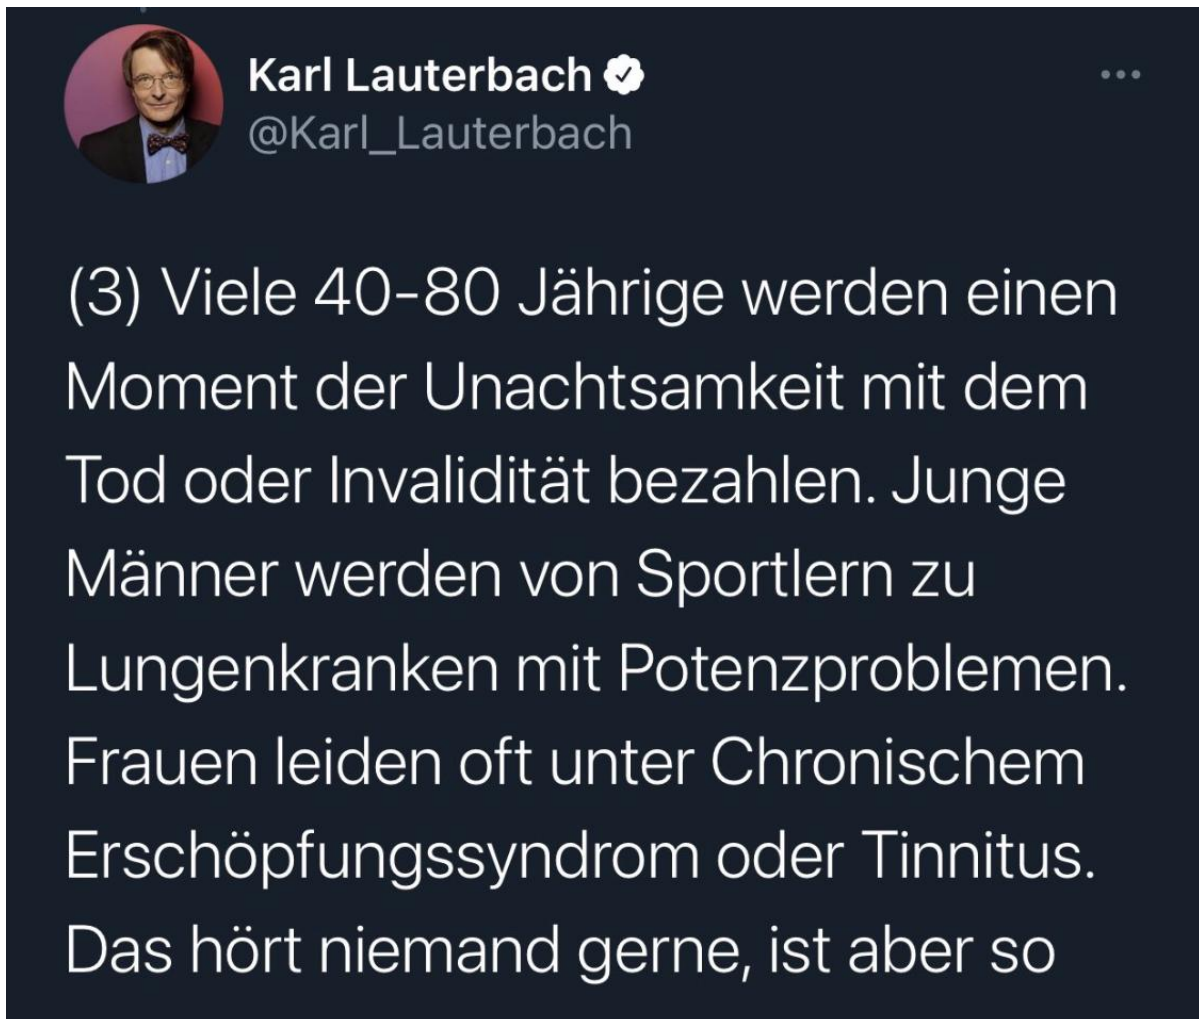 Karl Lauterbach
@Karl_Lauterbach
(3) Viele 40-80 Jährige werden einen
Moment der Unachtsamkeit mit dem
Tod oder Invalidität bezahlen. Junge
Männer werden von Sportlern zu
Lungenkranken mit Potenzproblemen.
Frauen leiden oft unter Chronischem
Erschöpfungssyndrom oder Tinnitus.
Das hört niemand gerne, ist aber so